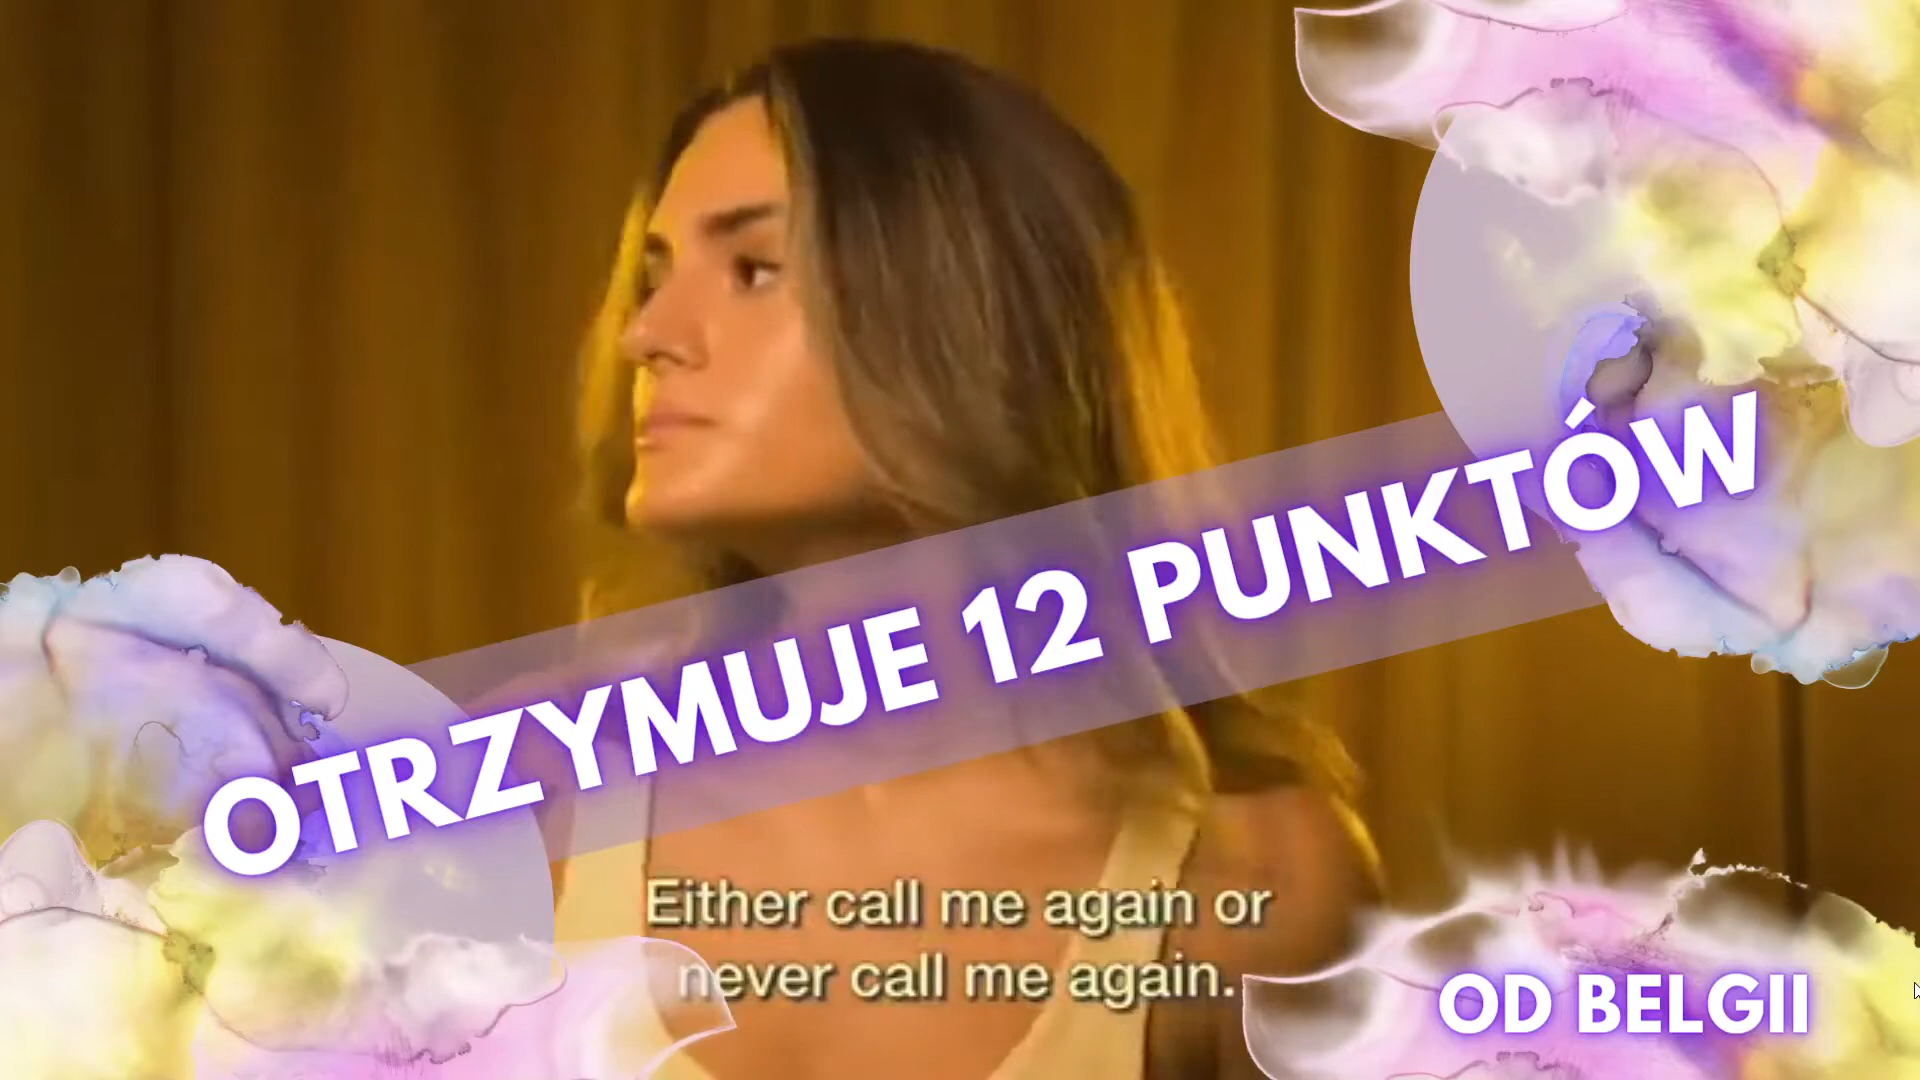 OTRZYMUJE 12 PUNKTÓW
Either call me again or
never call me again.
OD BELGII